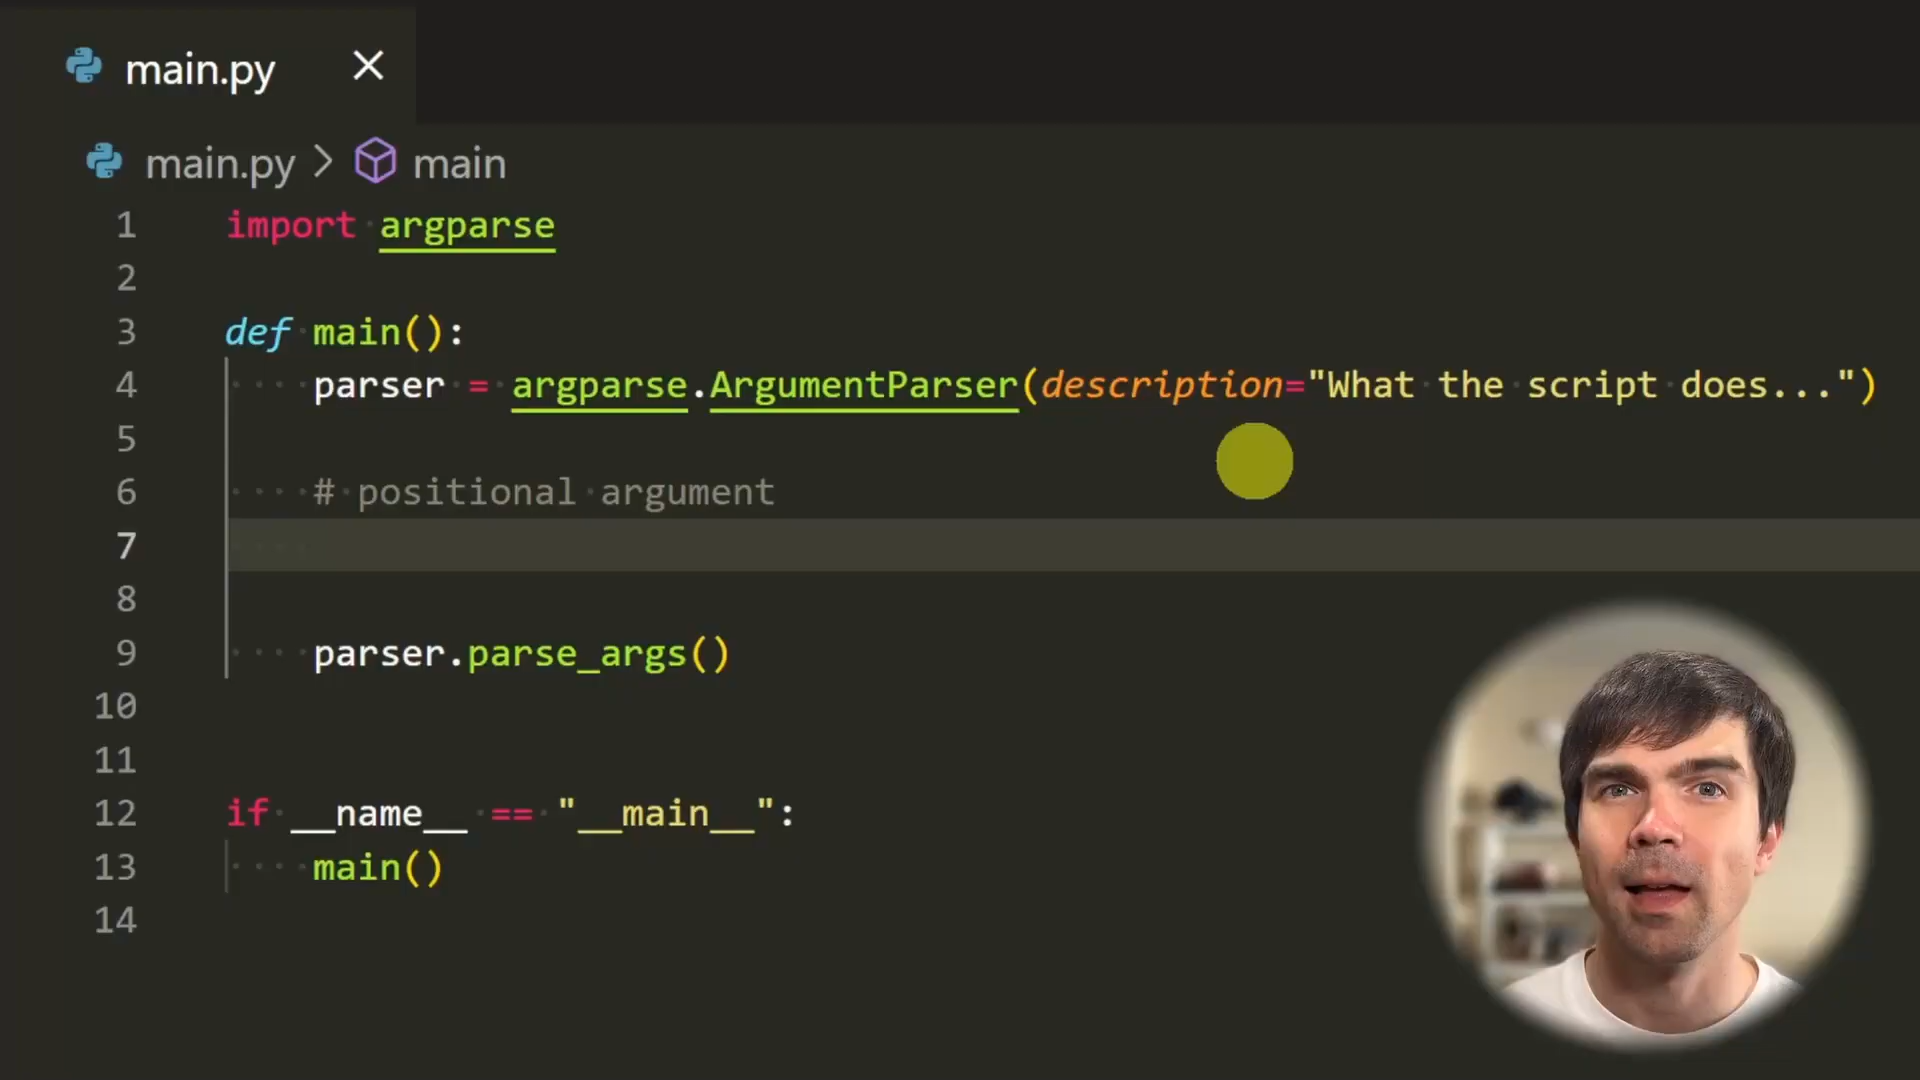 main.py
main.py > main
1 import argparse
2
3 def main():
4 parser = argparse.ArgumentParser(description="What the script does...")
5
6 # positional argument
7
8
9 parser.parse_args()
10
11
12 if __name__ == "__main__":
13 main()
14